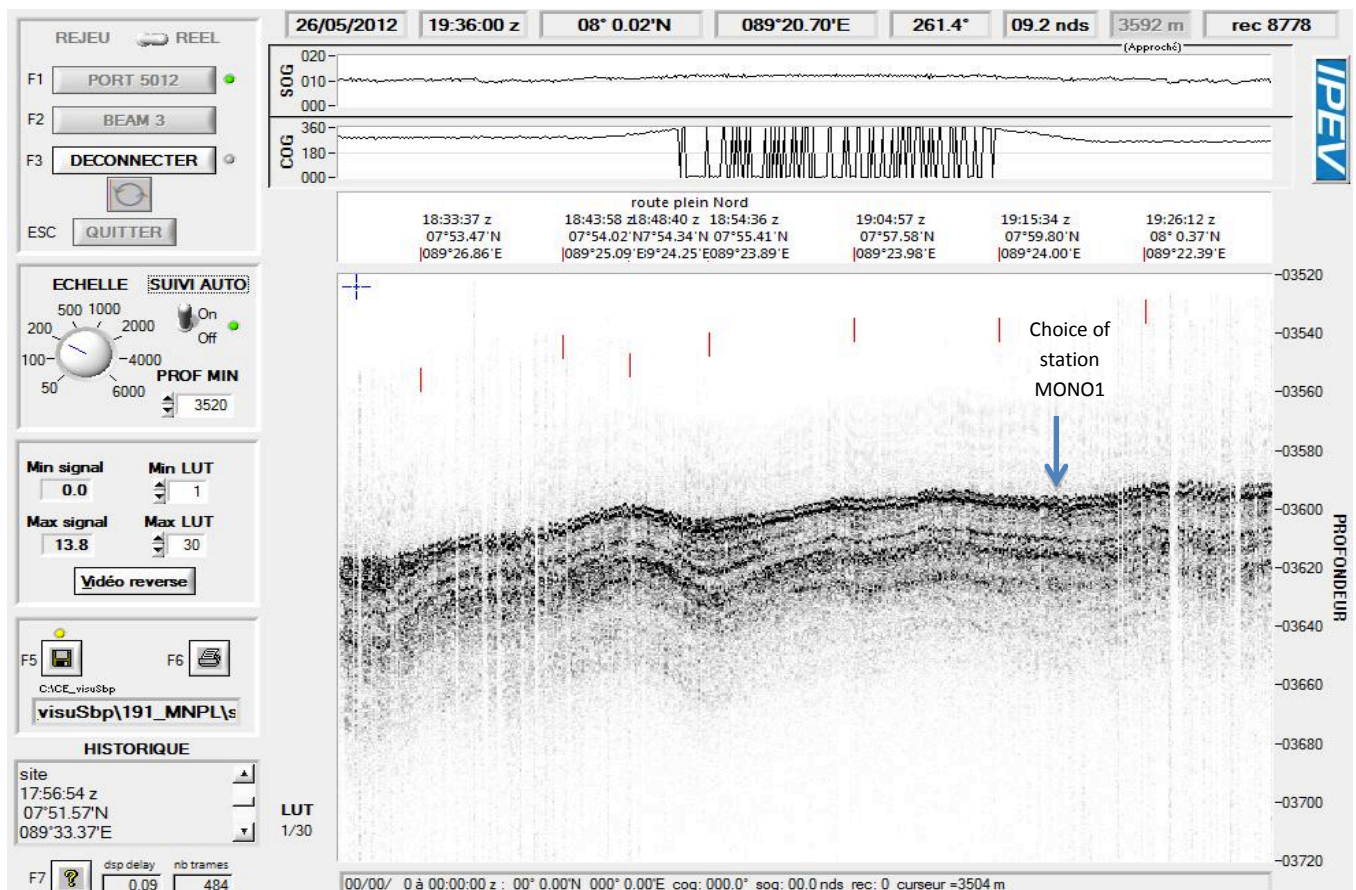 REJEU REEL
F1 PORT 5012
F2 BEAM 3
F3 DECONNECTER
ESC QUITTER
26/05/2012 19:36:00 z 08° 0.02'N 089°20.70'E 261.4° 09.2 nds 3592 m rec 8778
(Approché)
SOG
020
010
000
COG
360
180
000
IPEV
route plein Nord
18:33:37 z 18:43:58 z 18:48:40 z 18:54:36 z 19:04:57 z 19:15:34 z 19:26:12 z
07°53.47'N 07°54.02'N 7°54.34'N 07°55.41'N 07°57.58'N 07°59.80'N 08° 0.37'N
089°26.86'E 089°25.09'E 9°24.25'E 089°23.89'E 089°23.98'E 089°24.00'E 089°22.39'E
ECHELLE SUIVI AUTO
500 1000
200 2000
100 4000
50 6000
On
Off
PROF MIN
3520
Min signal Min LUT
0.0 1
Max signal Max LUT
13.8 30
Vidéo reverse
F5 F6
C:\CE_visuSbp
visuSbp\191_MNPL\s
HISTORIQUE
site
17:56:54 z
07°51.57'N
089°33.37'E
F7 ? dsp delay nb trames
0.09 484
LUT
1/30
Choice of
station
MONO1
03520
03540
03560
03580
03600
03620
03640
03660
03680
03700
03720
PROFONDEUR
00/00/ 0 à 00:00:00 z : 00° 0.00'N 000° 0.00'E cog: 000.0° sog: 00.0 nds rec: 0 curseur =3504 m